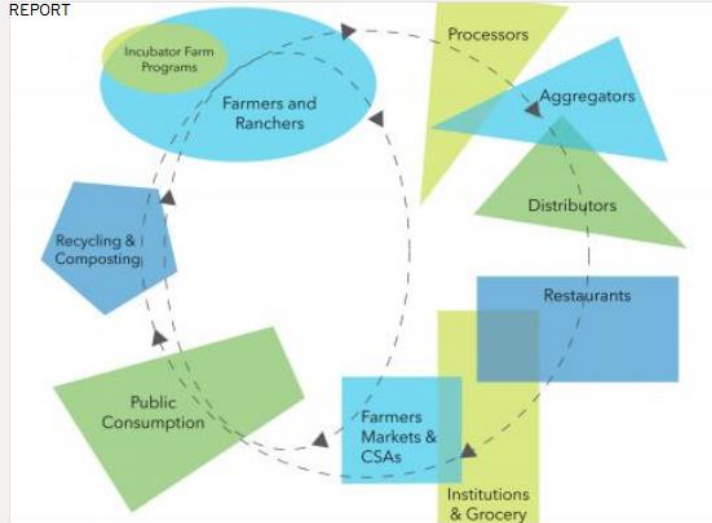 REPORT
Incubator Farm
Programs
Farmers and
Ranchers
Processors
Aggregators
Distributors
Restaurants
Recycling &
Composting
Public
Consumption
Farmers
Markets &
CSAs
Institutions
& Grocery